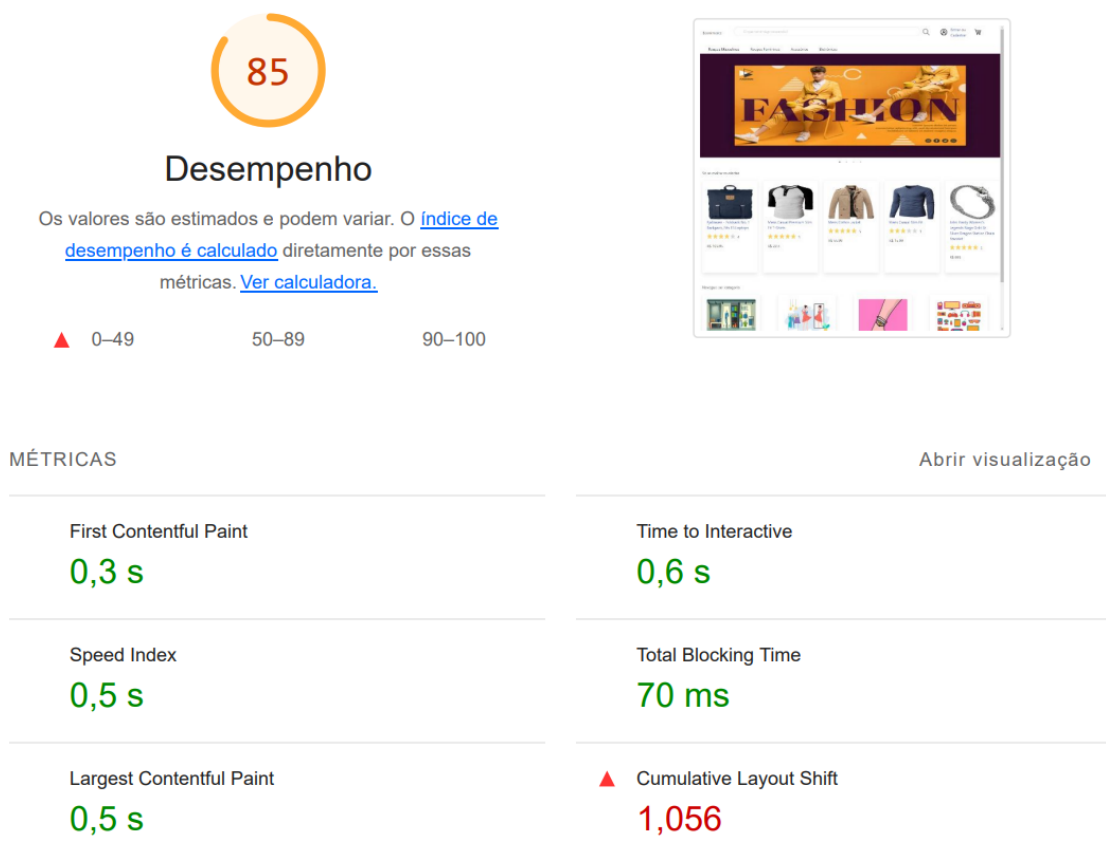 85
Desempenho
Os valores são estimados e podem variar. O índice de
desempenho é calculado diretamente por essas
métricas. Ver calculadora.
0–49 50–89 90–100
FASHION
MÉTRICAS
Abrir visualização
First Contentful Paint
0,3 s
Time to Interactive
0,6 s
Speed Index
0,5 s
Total Blocking Time
70 ms
Largest Contentful Paint
0,5 s
Cumulative Layout Shift
1,056